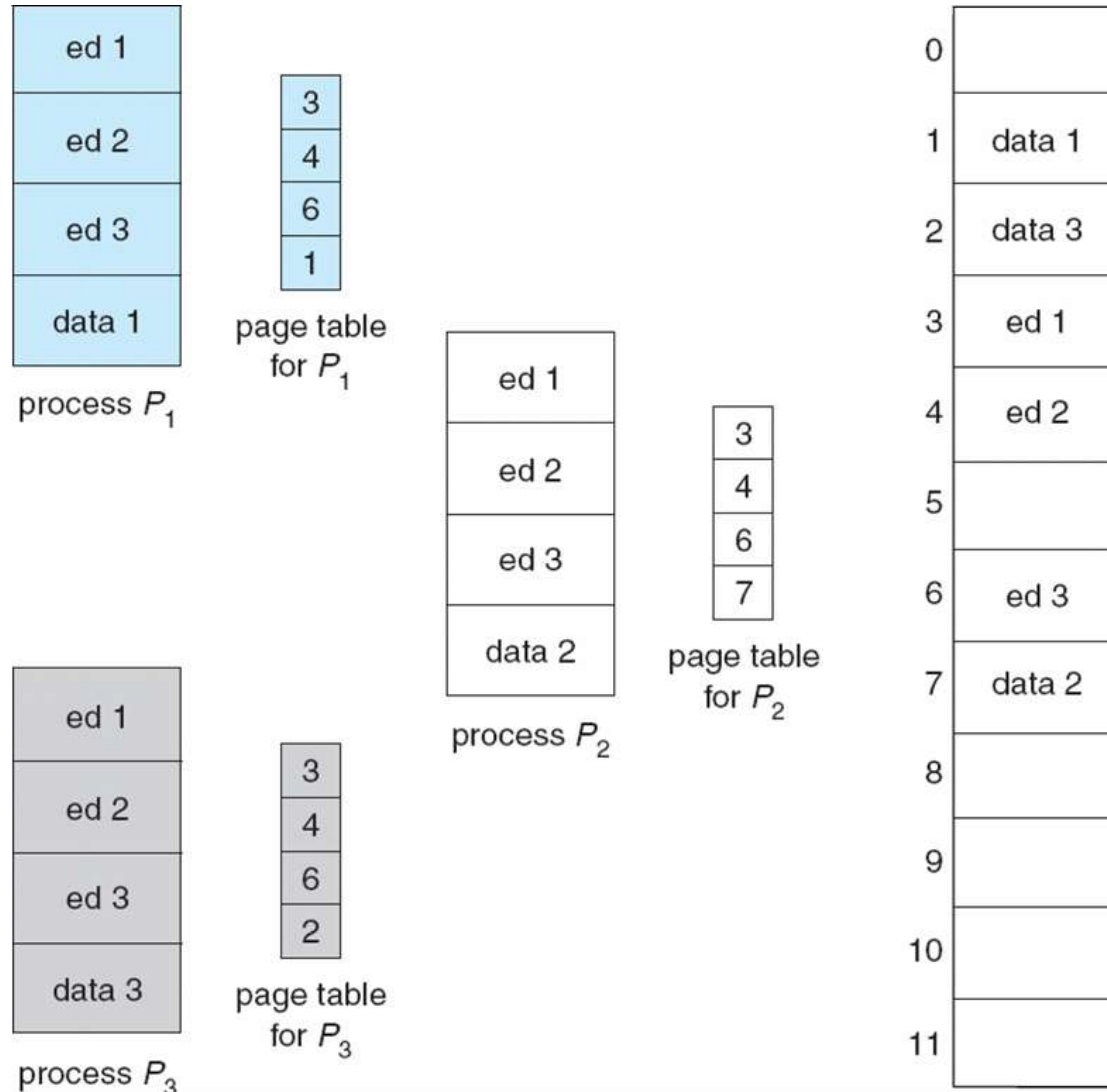 ed 1
ed 2
ed 3
data 1
process P1
3
4
6
1
page table
for P1
ed 1
ed 2
ed 3
data 2
process P2
3
4
6
7
page table
for P2
ed 1
ed 2
ed 3
data 3
process P3
3
4
6
2
page table
for P3
0
1 data 1
2 data 3
3 ed 1
4 ed 2
5
6 ed 3
7 data 2
8
9
10
11